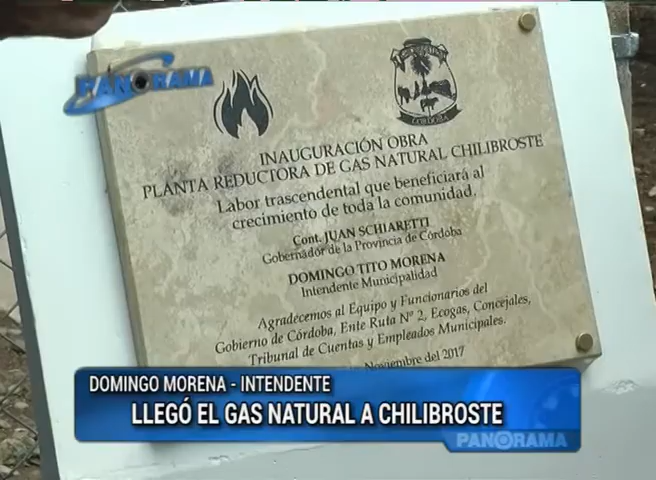 PANORAMA
CORDOBA
INAUGURACIÓN OBRA
PLANTA REDUCTORA DE GAS NATURAL CHILIBROSTE
Labor trascendental que beneficiará al
crecimiento de toda la comunidad.
Cont. JUAN SCHIARETTI
Gobernador de la Provincia de Córdoba
DOMINGO TITO MORENA
Intendente Municipalidad
Agradecemos al Equipo y Funcionarios del
Gobierno de Córdoba, Ente Ruta Nº 2, Ecogas, Concejales,
Tribunal de Cuentas y Empleados Municipales.
Noviembre del 2017
DOMINGO MORENA - INTENDENTE
LLEGÓ EL GAS NATURAL A CHILIBROSTE
PANORAMA